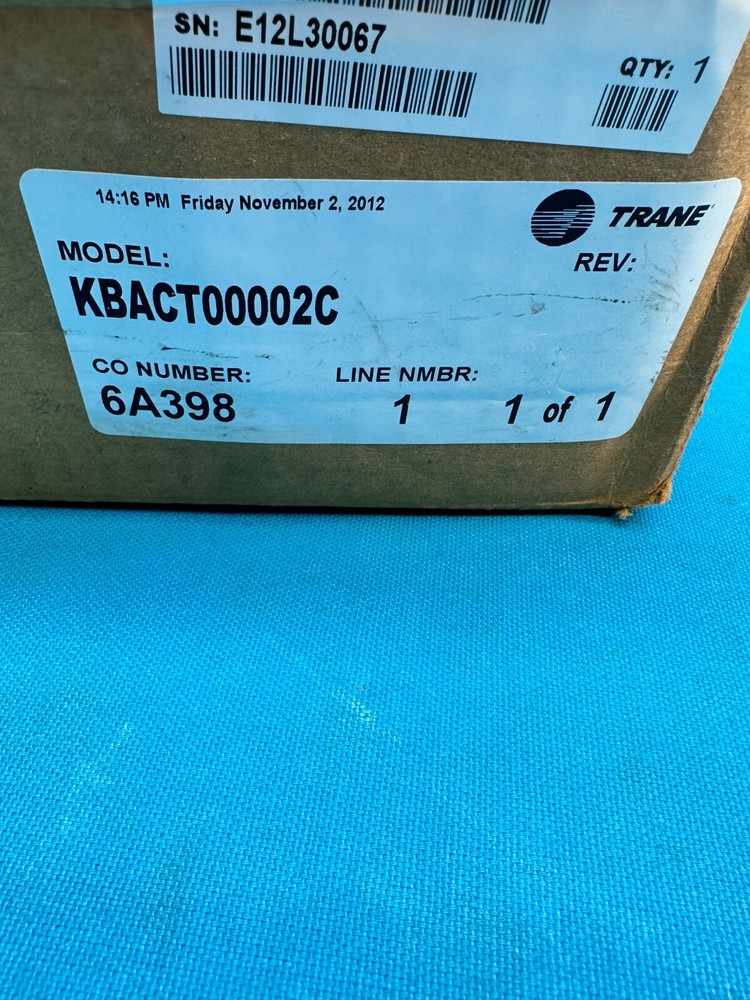 SN: E12L30067
QTY: 1
14:16 PM Friday November 2, 2012
TRANE
MODEL:
REV:
KBACT00002C
CO NUMBER:
LINE NMBR:
6A398
1
1 of 1